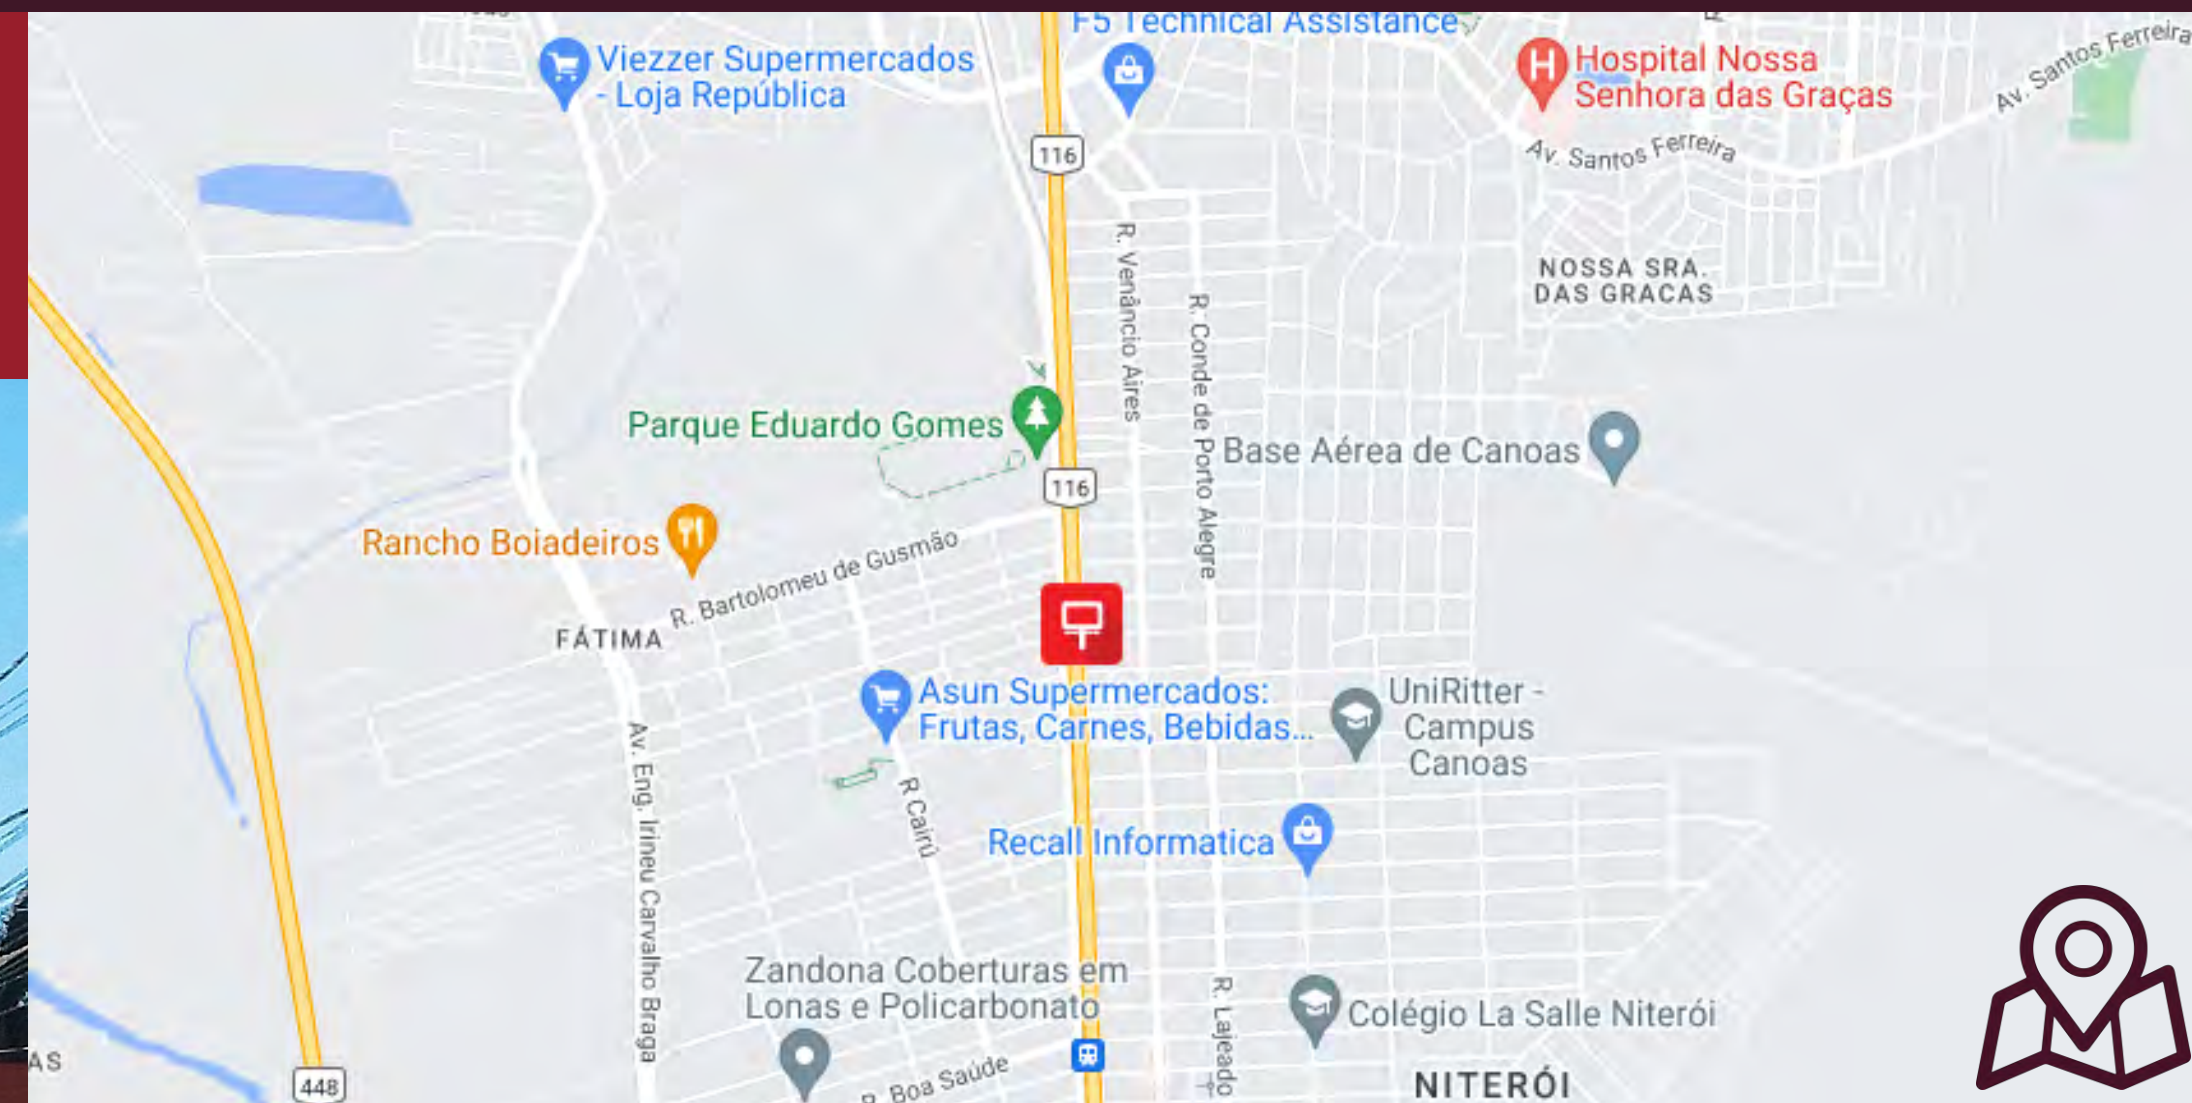 F5 Technical Assistance
Viezzer Supermercados
- Loja República
Hospital Nossa
Senhora das Graças
Av. Santos Ferreira
Av. Santos Ferreira
116
R. Venâncio Aires
NOSSA SRA.
DAS GRACAS
R. Conde de Porto Alegre
Parque Eduardo Gomes
Base Aérea de Canoas
116
Rancho Boiadeiros
R. Bartolomeu de Gusmão
FÁTIMA
Asun Supermercados:
Frutas, Carnes, Bebidas...
UniRitter -
Campus
Canoas
Av. Eng. Irineu Carvalho Braga
R Cairú
Recall Informatica
Zandona Coberturas em
Lonas e Policarbonato
R. Lajeado
Colégio La Salle Niterói
AS
448
R. Boa Saúde
NITERÓI